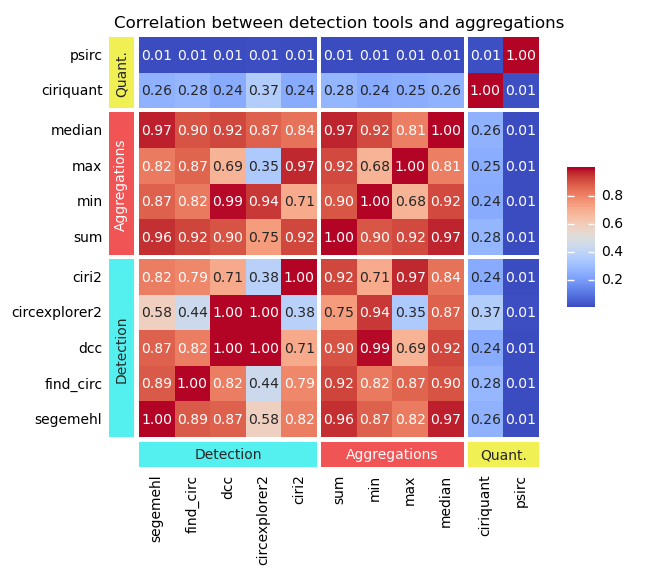 Correlation between detection tools and aggregations
psirc 0.01 0.01 0.01 0.01 0.01 0.01 0.01 0.01 0.01 0.01 1.00
ciriquant 0.26 0.28 0.24 0.37 0.24 0.28 0.24 0.25 0.26 1.00 0.01
Quant.
median 0.97 0.90 0.92 0.87 0.84 0.97 0.92 0.81 1.00 0.26 0.01
max 0.82 0.87 0.69 0.35 0.97 0.92 0.68 1.00 0.81 0.25 0.01
min 0.87 0.82 0.99 0.94 0.71 0.90 1.00 0.68 0.92 0.24 0.01
sum 0.96 0.92 0.90 0.75 0.92 1.00 0.90 0.92 0.97 0.28 0.01
Aggregations
ciri2 0.82 0.79 0.71 0.38 1.00 0.92 0.71 0.97 0.84 0.24 0.01
circexplorer2 0.58 0.44 1.00 1.00 0.38 0.75 0.94 0.35 0.87 0.37 0.01
dcc 0.87 0.82 1.00 1.00 0.71 0.90 0.99 0.69 0.92 0.24 0.01
find_circ 0.89 1.00 0.82 0.44 0.79 0.92 0.82 0.87 0.90 0.28 0.01
segemehl 1.00 0.89 0.87 0.58 0.82 0.96 0.87 0.82 0.97 0.26 0.01
Detection
Detection Aggregations Quant.
segemehl
find_circ
dcc
circexplorer2
ciri2
sum
min
max
median
ciriquant
psirc
0.8
0.6
0.4
0.2